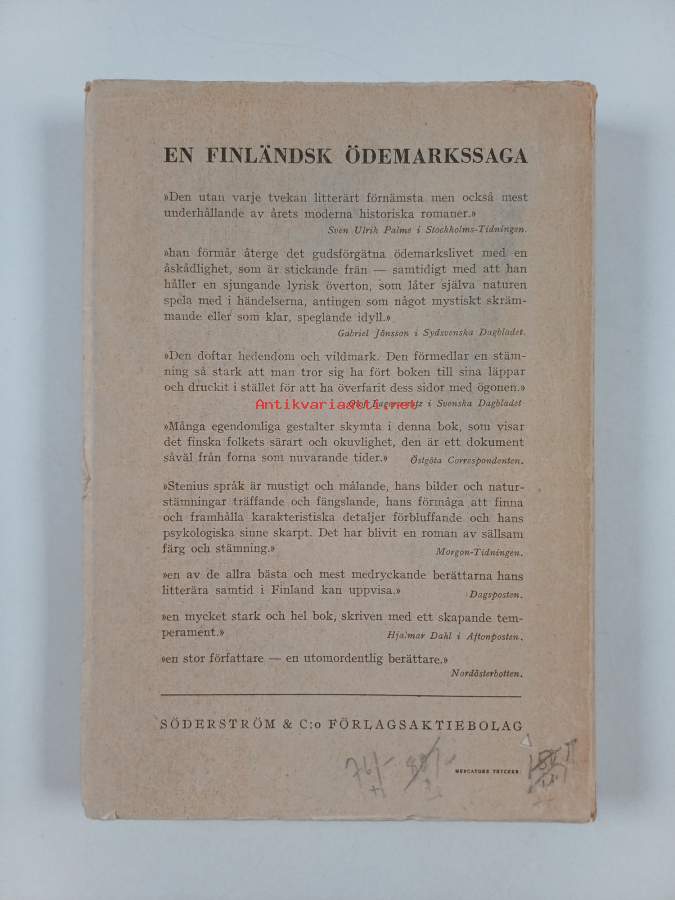 EN FINLÄNDSK ÖDEMARKSSAGA
»Den utan varje tvekan litterärt förnämsta men också mest
underhållande av årets moderna historiska romaner.»
Sven Ulrik Palme i Stockholms-Tidningen.
»han förmår återge det gudsförgätna ödemarkslivet med en
åskådlighet, som är stickande frän — samtidigt med att han
håller en sjungande lyrisk överton, som låter själva naturen
spela med i händelserna, antingen som något mystiskt skräm-
mande eller som klar, speglande idyll.»
Gabriel Jönsson i Sydsvenska Dagbladet.
»Den doftar hedendom och vildmark. Den förmedlar en stäm-
ning så stark att man tror sig ha fört boken till sina läppar
och druckit i stället för att ha överfarit dess sidor med ögonen.»
Antikvariaatti.net
Olof Lagercrantz i Svenska Dagbladet
»Många egendomliga gestalter skymta i denna bok, som visar
det finska folkets särart och okuvlighet, den är ett dokument
såväl från forna som nuvarande tider.»
Östgöta Correspondenten.
»Stenius språk är mustigt och målande, hans bilder och natur-
stämningar träffande och fängslande, hans förmåga att finna
och framhålla karakteristiska detaljer förbluffande och hans
psykologiska sinne skarpt. Det har blivit en roman av sällsam
färg och stämning.»
Morgon-Tidningen.
»en av de allra bästa och mest medryckande berättarna hans
litterära samtid i Finland kan uppvisa.»
Dagsposten.
»en mycket stark och hel bok, skriven med ett skapande tem-
perament.»
Hjalmar Dahl i Aftonposten.
»en stor författare — en utomordentlig berättare.»
Nordösterbotten.
SÖDERSTRÖM & C:o FÖRLAGSAKTIEBOLAG
76/-
MERCATORS TRYCKERI